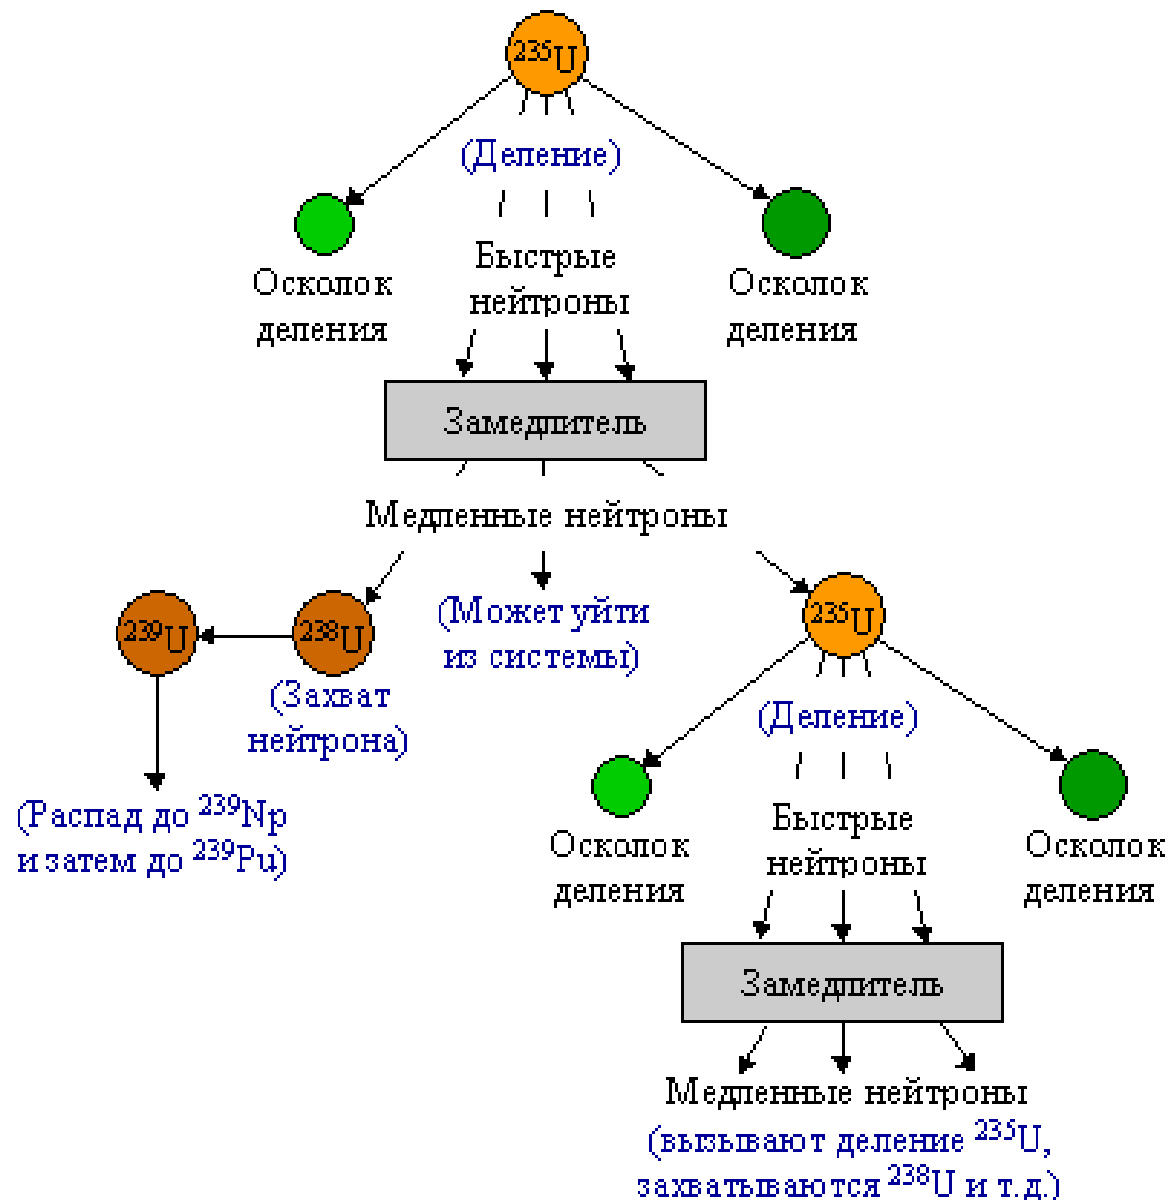 ²³⁵U
(Деление)
Быстрые
нейтроны
Осколок
деления
Осколок
деления
Замедлитель
Медленные нейтроны
²³⁹U
²³⁸U
(Захват
нейтрона)
(Распад до ²³⁹Np
и затем до ²³⁹Pu)
(Может уйти
из системы)
²³⁵U
(Деление)
Быстрые
нейтроны
Осколок
деления
Осколок
деления
Замедлитель
Медленные нейтроны
(вызывают деление ²³⁵U,
захватываются ²³⁸U и т.д.)